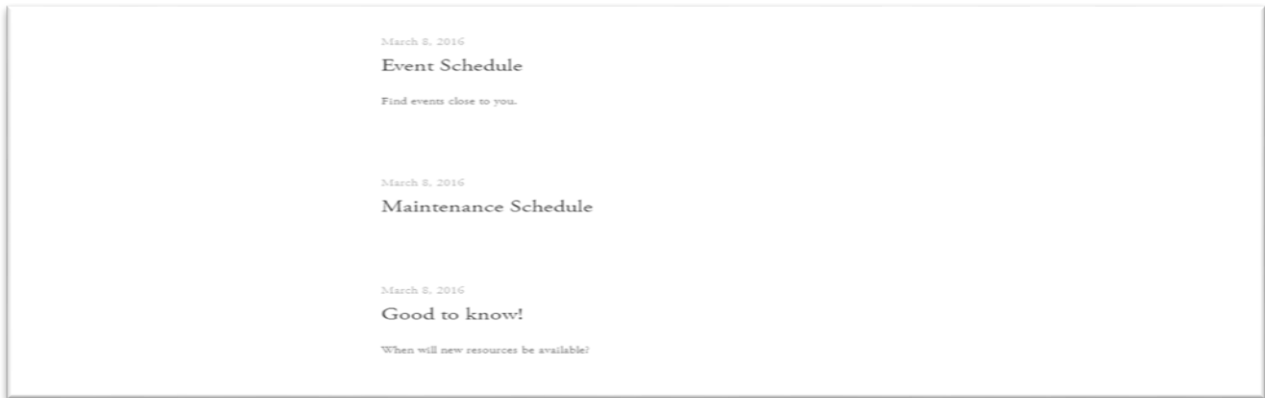 March 8, 2016
Event Schedule
Find events close to you.
March 8, 2016
Maintenance Schedule
March 8, 2016
Good to know!
When will new resources be available?